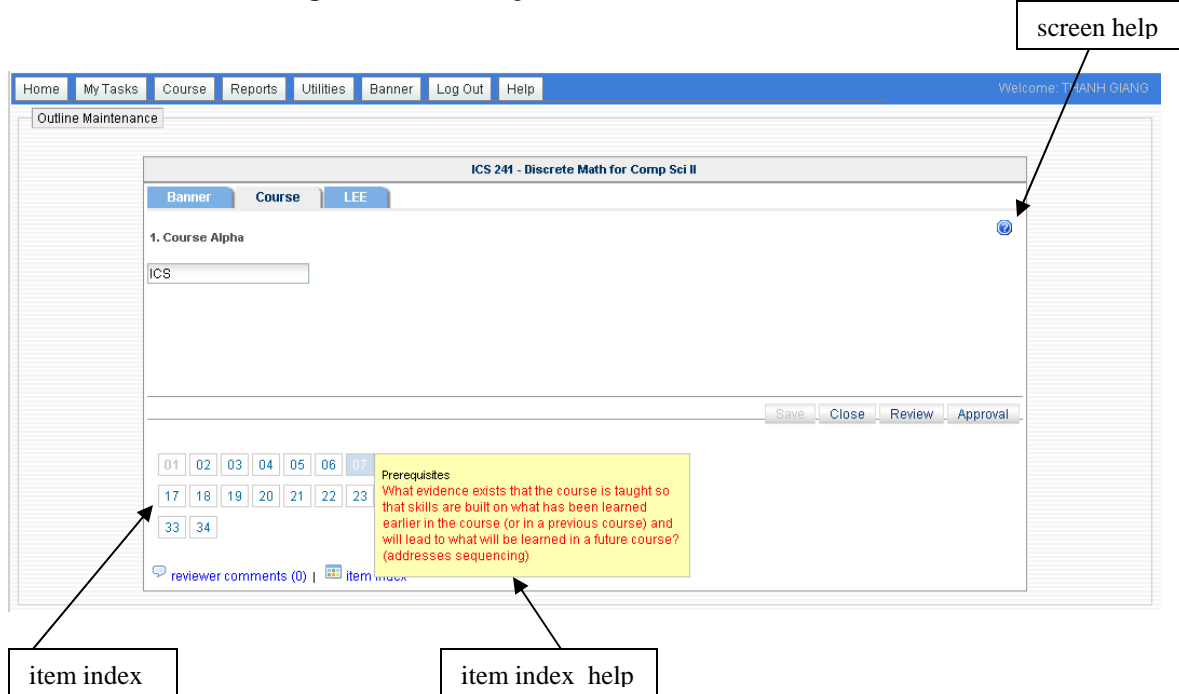 screen help
Home My Tasks Course Reports Utilities Banner Log Out Help Welcome: THANH GIANG
Outline Maintenance
ICS 241 - Discrete Math for Comp Sci II
Banner Course LEE
1. Course Alpha
ICS
Save Close Review Approval
01 02 03 04 05 06 07
17 18 19 20 21 22 23
33 34
Prerequisites
What evidence exists that the course is taught so
that skills are built on what has been learned
earlier in the course (or in a previous course) and
will lead to what will be learned in a future course?
(addresses sequencing)
reviewer comments (0) | item index
item index
item index help